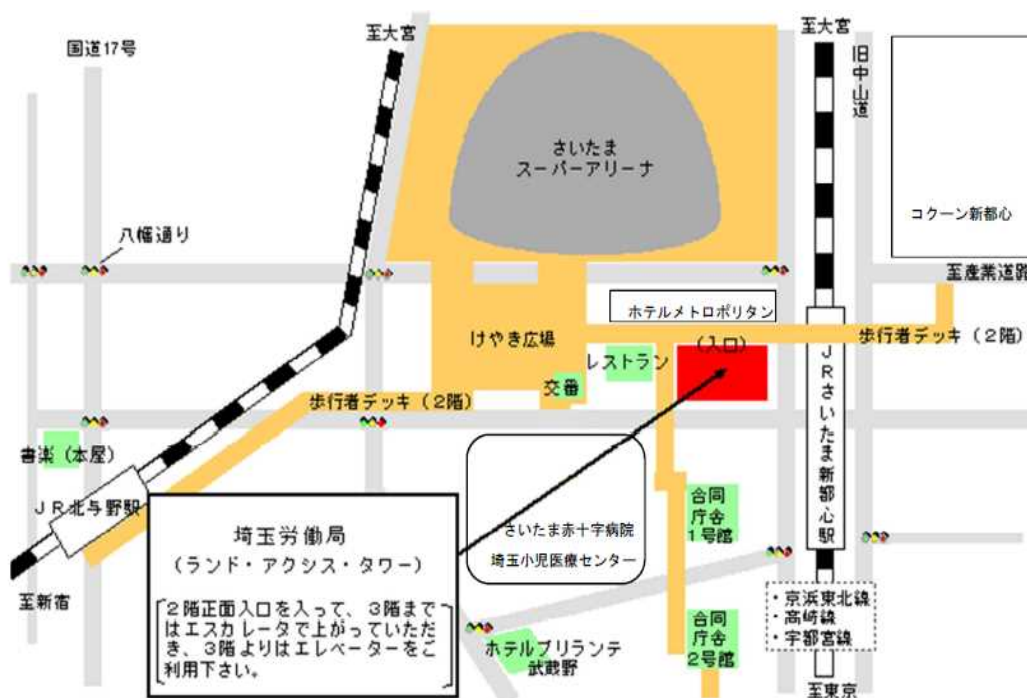 至大宮
国道17号
至大宮
旧中山道
さいたま
スーパーアリーナ
コクーン新都心
八幡通り
至産業道路
ホテルメトロポリタン
けやき広場
(入口)
歩行者デッキ(2階)
レストラン
交番
歩行者デッキ(2階)
JRさいたま新都心駅
書楽(本屋)
JR北与野駅
埼玉労働局
(ランド・アクシス・タワー)
2階正面入口を入って、3階まで
はエスカレータで上がっていただ
き、3階よりはエレベーターをご
利用下さい。
さいたま赤十字病院
埼玉小児医療センター
合同
庁舎
1号館
至新宿
・京浜東北線
・高崎線
・宇都宮線
ホテルブリランテ
武蔵野
合同
庁舎
2号館
至東京